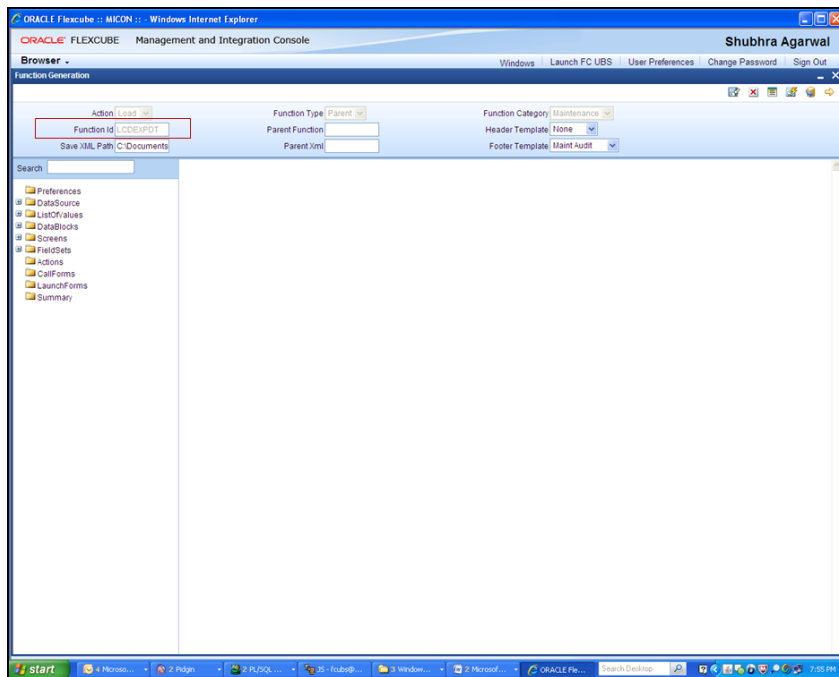 ORACLE Flexcube :: MICON :: - Windows Internet Explorer
ORACLE FLEXCUBE Management and Integration Console
Shubhra Agarwal
Browser
Windows Launch FC UBS User Preferences Change Password Sign Out
Function Generation
Action Load Function Type Parent Function Category Maintenance
Function Id LCDEXPDT Parent Function Header Template None
Save XML Path C:\Documents Parent Xml Footer Template Maint Audit
Search
Preferences
DataSource
ListOfValues
DataBlocks
Screens
FieldSets
Actions
CallForms
LaunchForms
Summary
start 4 Microso... 2 Pidgin 2 PL/SQL ... JS - fcubs@... 3 Window... 2 Microsof... ORACLE Fle... Search Desktop 7:55 PM